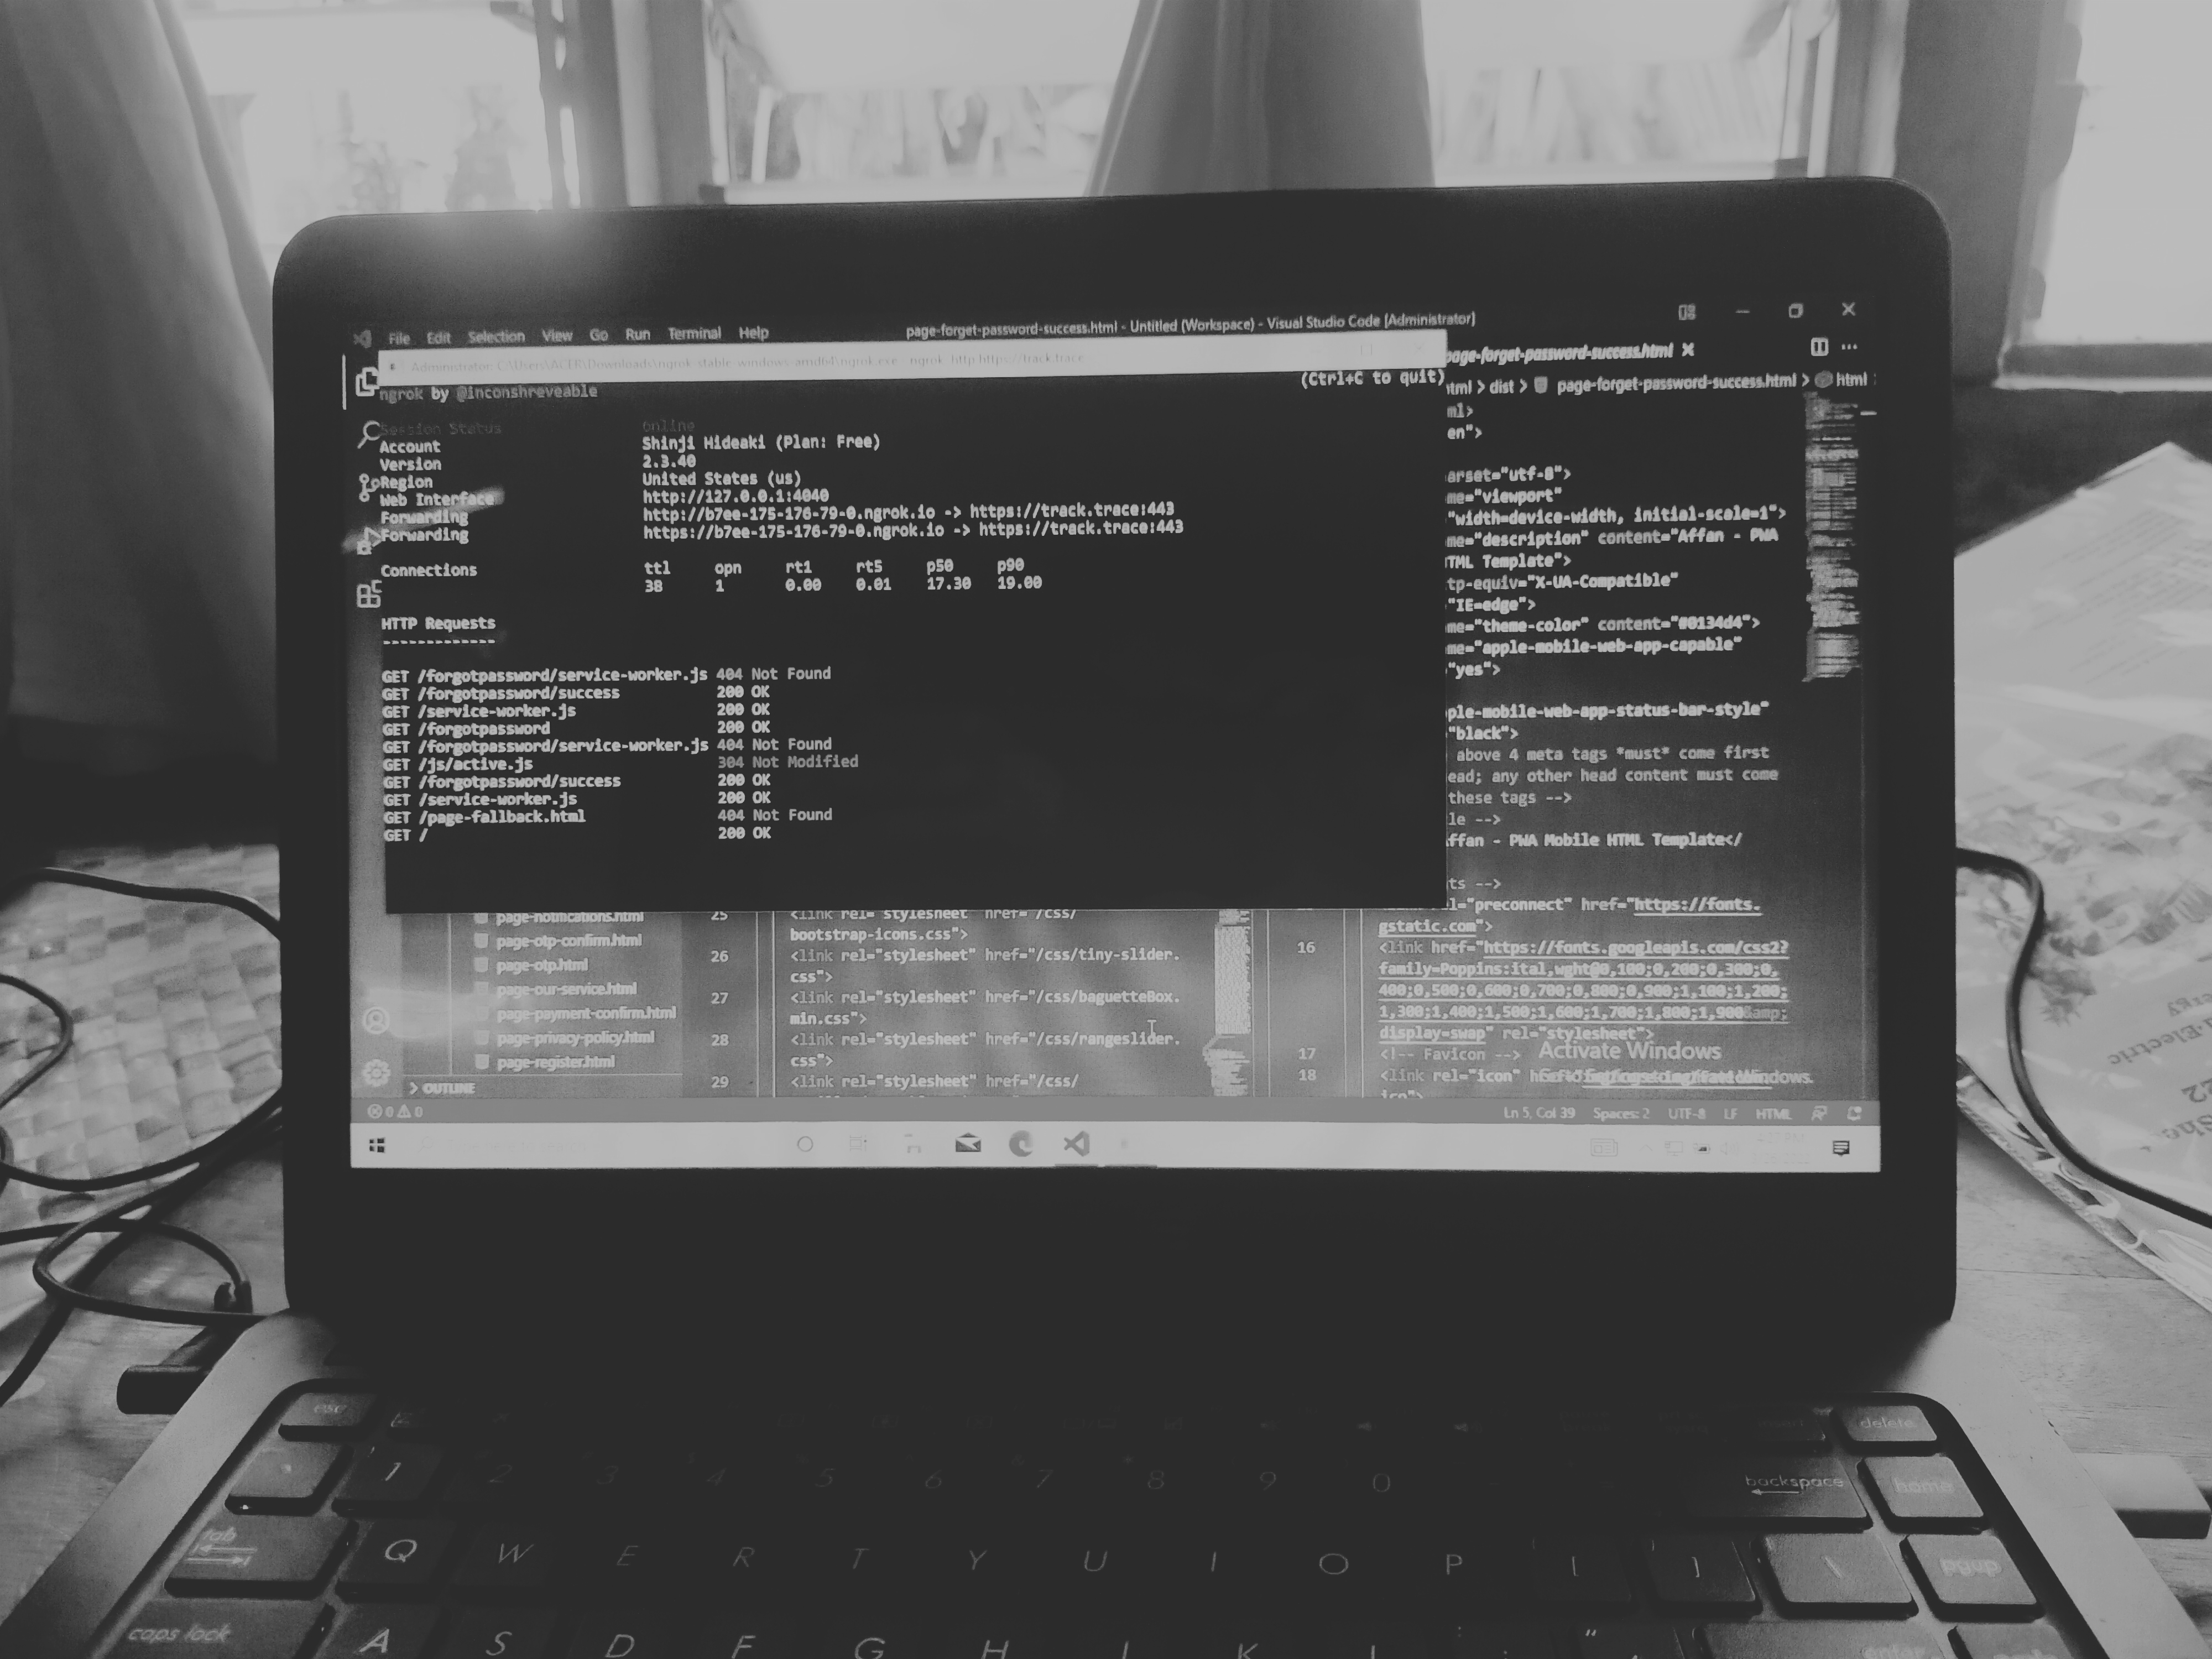 File Edit Selection View Go Run Terminal Help
page-forget-password-success.html - Untitled (Workspace) - Visual Studio Code [Administrator]
Administrator: C:\Users\ACER\Downloads\ngrok-stable-windows-amd64\ngrok.exe - ngrok http https://track.trace
ngrok by @inconshreveable
(Ctrl+C to quit)
Session Status online
Account Shinji Hideaki (Plan: Free)
Version 2.3.40
Region United States (us)
Web Interface http://127.0.0.1:4040
Forwarding http://b7ee-175-176-79-0.ngrok.io -> https://track.trace:443
Forwarding https://b7ee-175-176-79-0.ngrok.io -> https://track.trace:443
Connections ttl opn rt1 rt5 p50 p90
38 1 0.00 0.01 17.30 19.00
HTTP Requests
-------------
GET /forgotpassword/service-worker.js 404 Not Found
GET /forgotpassword/success 200 OK
GET /service-worker.js 200 OK
GET /forgotpassword 200 OK
GET /forgotpassword/service-worker.js 404 Not Found
GET /js/active.js 304 Not Modified
GET /forgotpassword/success 200 OK
GET /service-worker.js 200 OK
GET /page-fallback.html 404 Not Found
GET / 200 OK
page-forget-password-success.html
html > dist > page-forget-password-success.html > html
ml>
en">
arset="utf-8">
me="viewport"
"width=device-width, initial-scale=1">
me="description" content="Affan - PWA
TML Template">
tp-equiv="X-UA-Compatible"
"IE=edge">
me="theme-color" content="#0134d4">
me="apple-mobile-web-app-capable"
"yes">
ple-mobile-web-app-status-bar-style"
"black">
above 4 meta tags *must* come first
ead; any other head content must come
these tags -->
le -->
ffan - PWA Mobile HTML Template</
ts -->
l="preconnect" href="https://fonts.
gstatic.com">
16 <link href="https://fonts.googleapis.com/css2?
family=Poppins:ital,wght@0,100;0,200;0,300;0,
400;0,500;0,600;0,700;0,800;0,900;1,100;1,200;
1,300;1,400;1,500;1,600;1,700;1,800;1,900&amp;
display=swap" rel="stylesheet">
17 <!-- Favicon -->
18 <link rel="icon"
Activate Windows
page-notifications.html
page-otp-confirm.html
page-otp.html
page-our-service.html
page-payment-confirm.html
page-privacy-policy.html
page-register.html
OUTLINE
25 <link rel="stylesheet" href="/css/
bootstrap-icons.css">
26 <link rel="stylesheet" href="/css/tiny-slider.
css">
27 <link rel="stylesheet" href="/css/baguetteBox.
min.css">
28 <link rel="stylesheet" href="/css/rangeslider.
css">
29 <link rel="stylesheet" href="/css/
0 0
Ln 5, Col 39 Spaces: 2 UTF-8 LF HTML
esc delete
1 2 3 4 5 6 7 8 9 0 backspace home
tab Q W E R T Y U I O P [ ] \ pgup
caps lock A S D F G H J K L : " enter
Electric